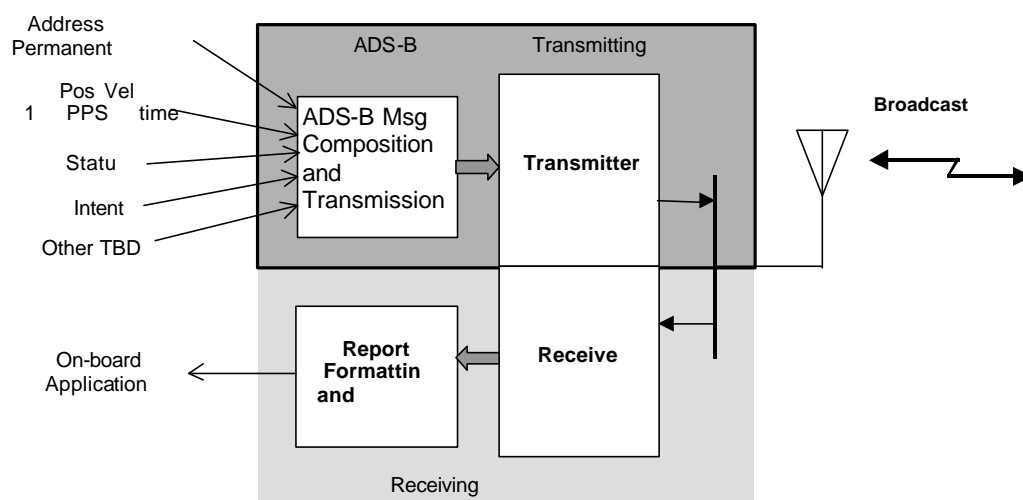 Address
Permanent
Pos Vel
1 PPS time
Statu
Intent
Other TBD
ADS-B Transmitting
ADS-B Msg
Composition
and
Transmission
Transmitter
Broadcast
On-board
Application
Report
Formattin
and
Receive
Receiving